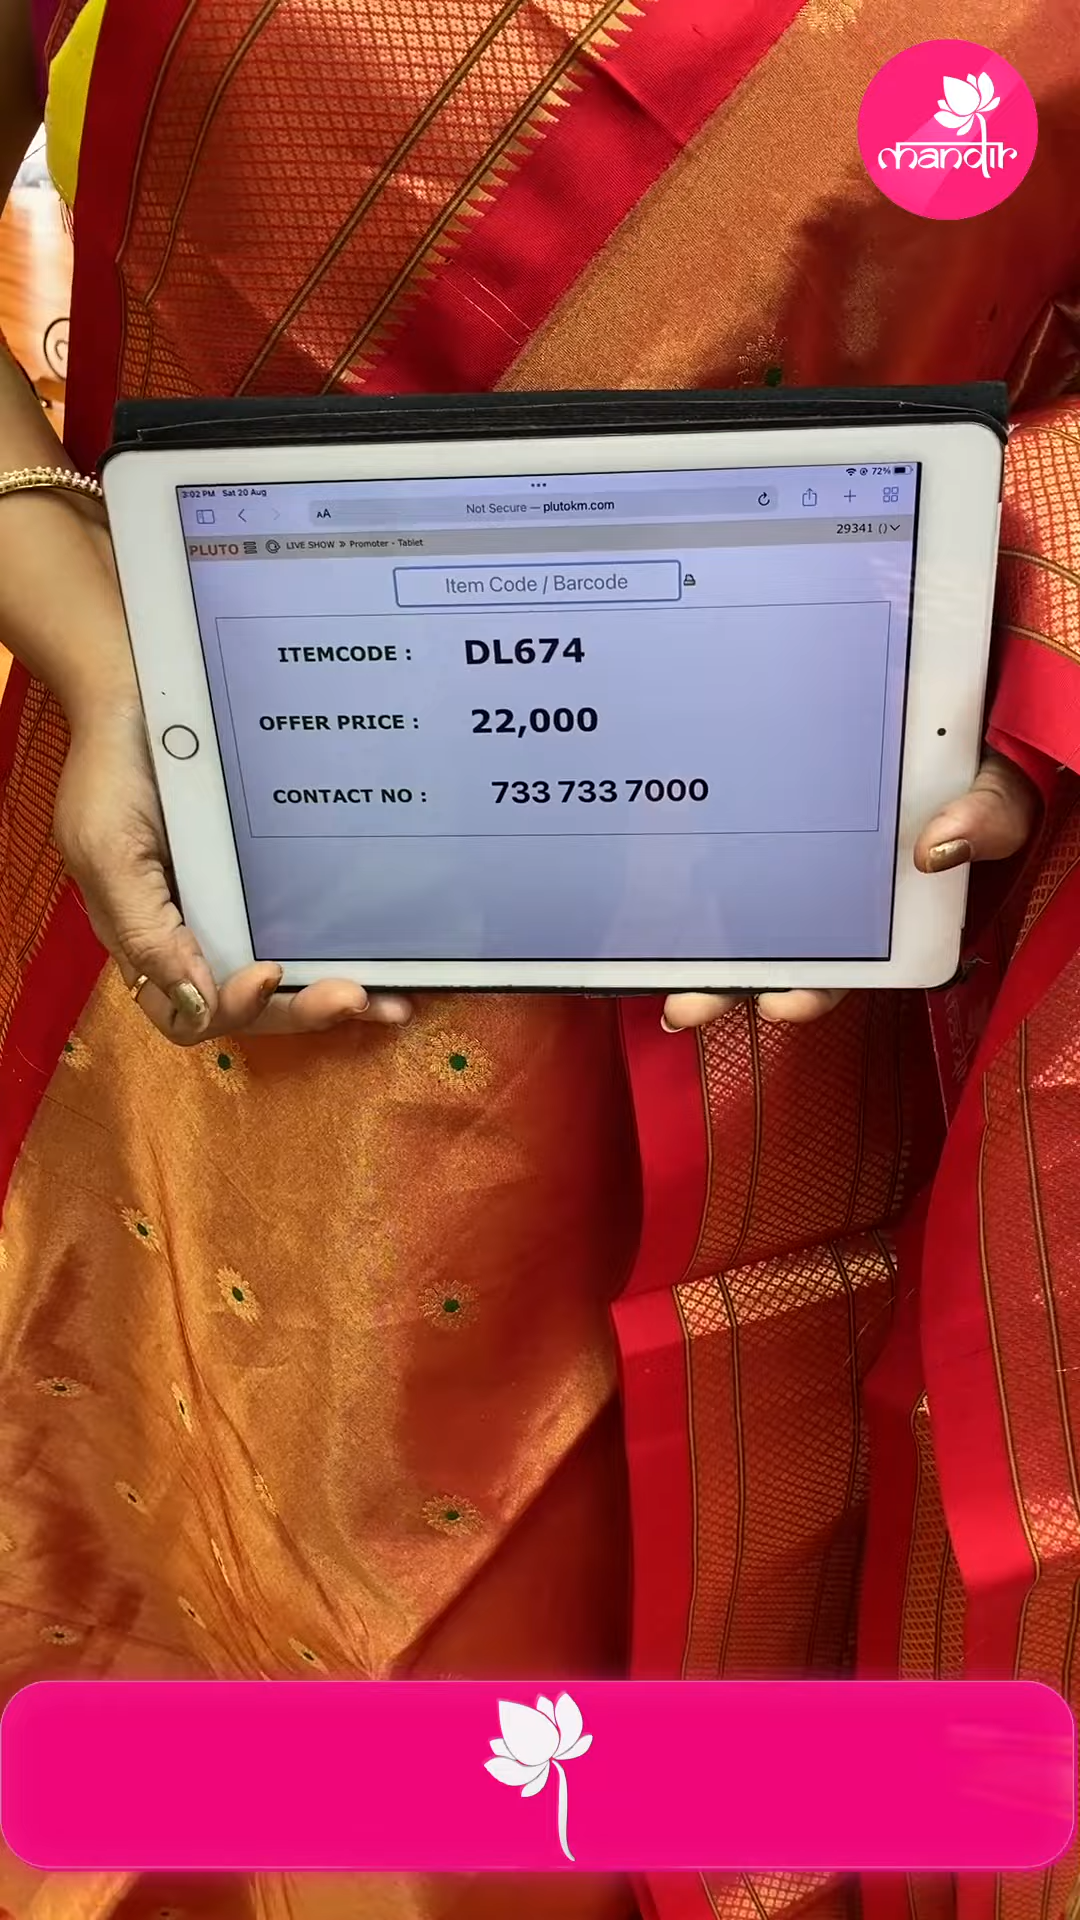 mandir
3:02 PM Sat 20 Aug
72%
AA
Not Secure — plutokm.com
29341 ()
PLUTO
LIVE SHOW » Promoter - Tablet
Item Code / Barcode
ITEMCODE : DL674
OFFER PRICE : 22,000
CONTACT NO : 733 733 7000